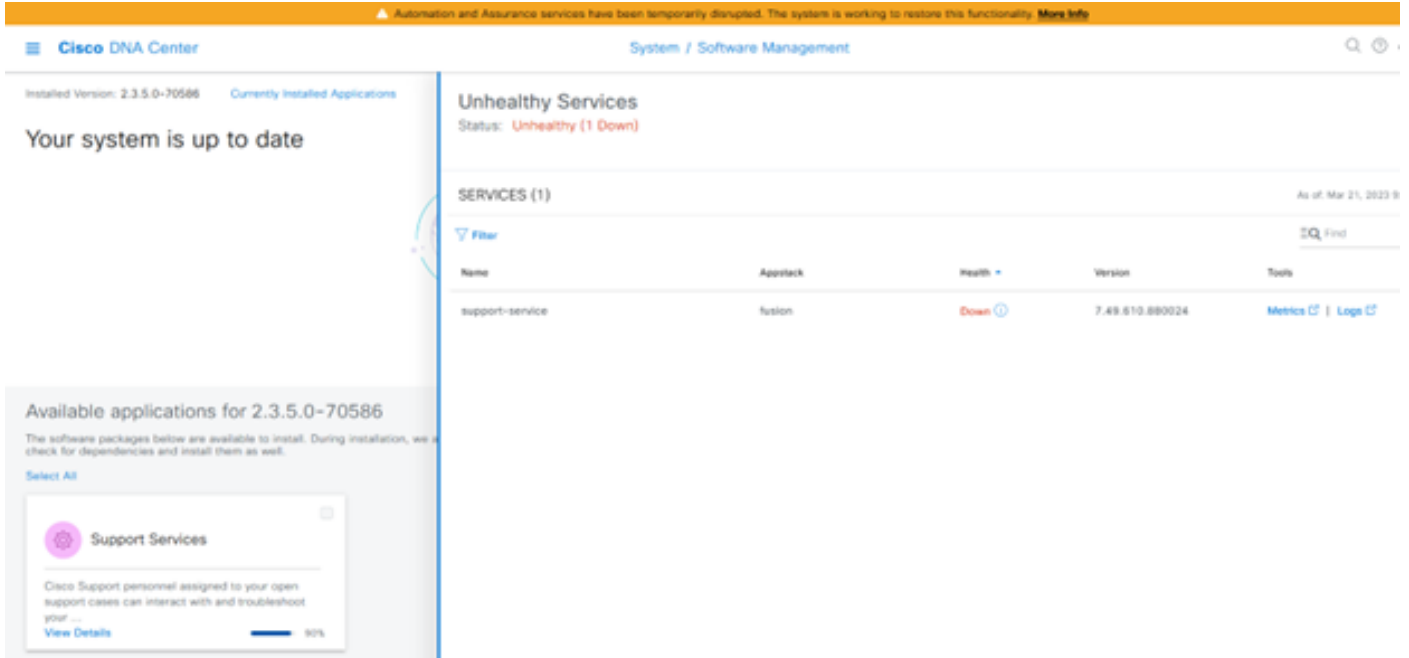 Automation and Assurance services have been temporarily disrupted. The system is working to restore this functionality. More Info
Cisco DNA Center
System / Software Management
Installed Version: 2.3.5.0-70586 Currently Installed Applications
Your system is up to date
Available applications for 2.3.5.0-70586
The software packages below are available to install. During installation, we a
check for dependencies and install them as well.
Select All
Support Services
Cisco Support personnel assigned to your open
support cases can interact with and troubleshoot
your ...
View Details 90%
Unhealthy Services
Status: Unhealthy (1 Down)
SERVICES (1)
As of: Mar 21, 2023 9:
Filter
Find
Name Appstack Health Version Tools
support-service fusion Down 7.49.610.880024 Metrics | Logs